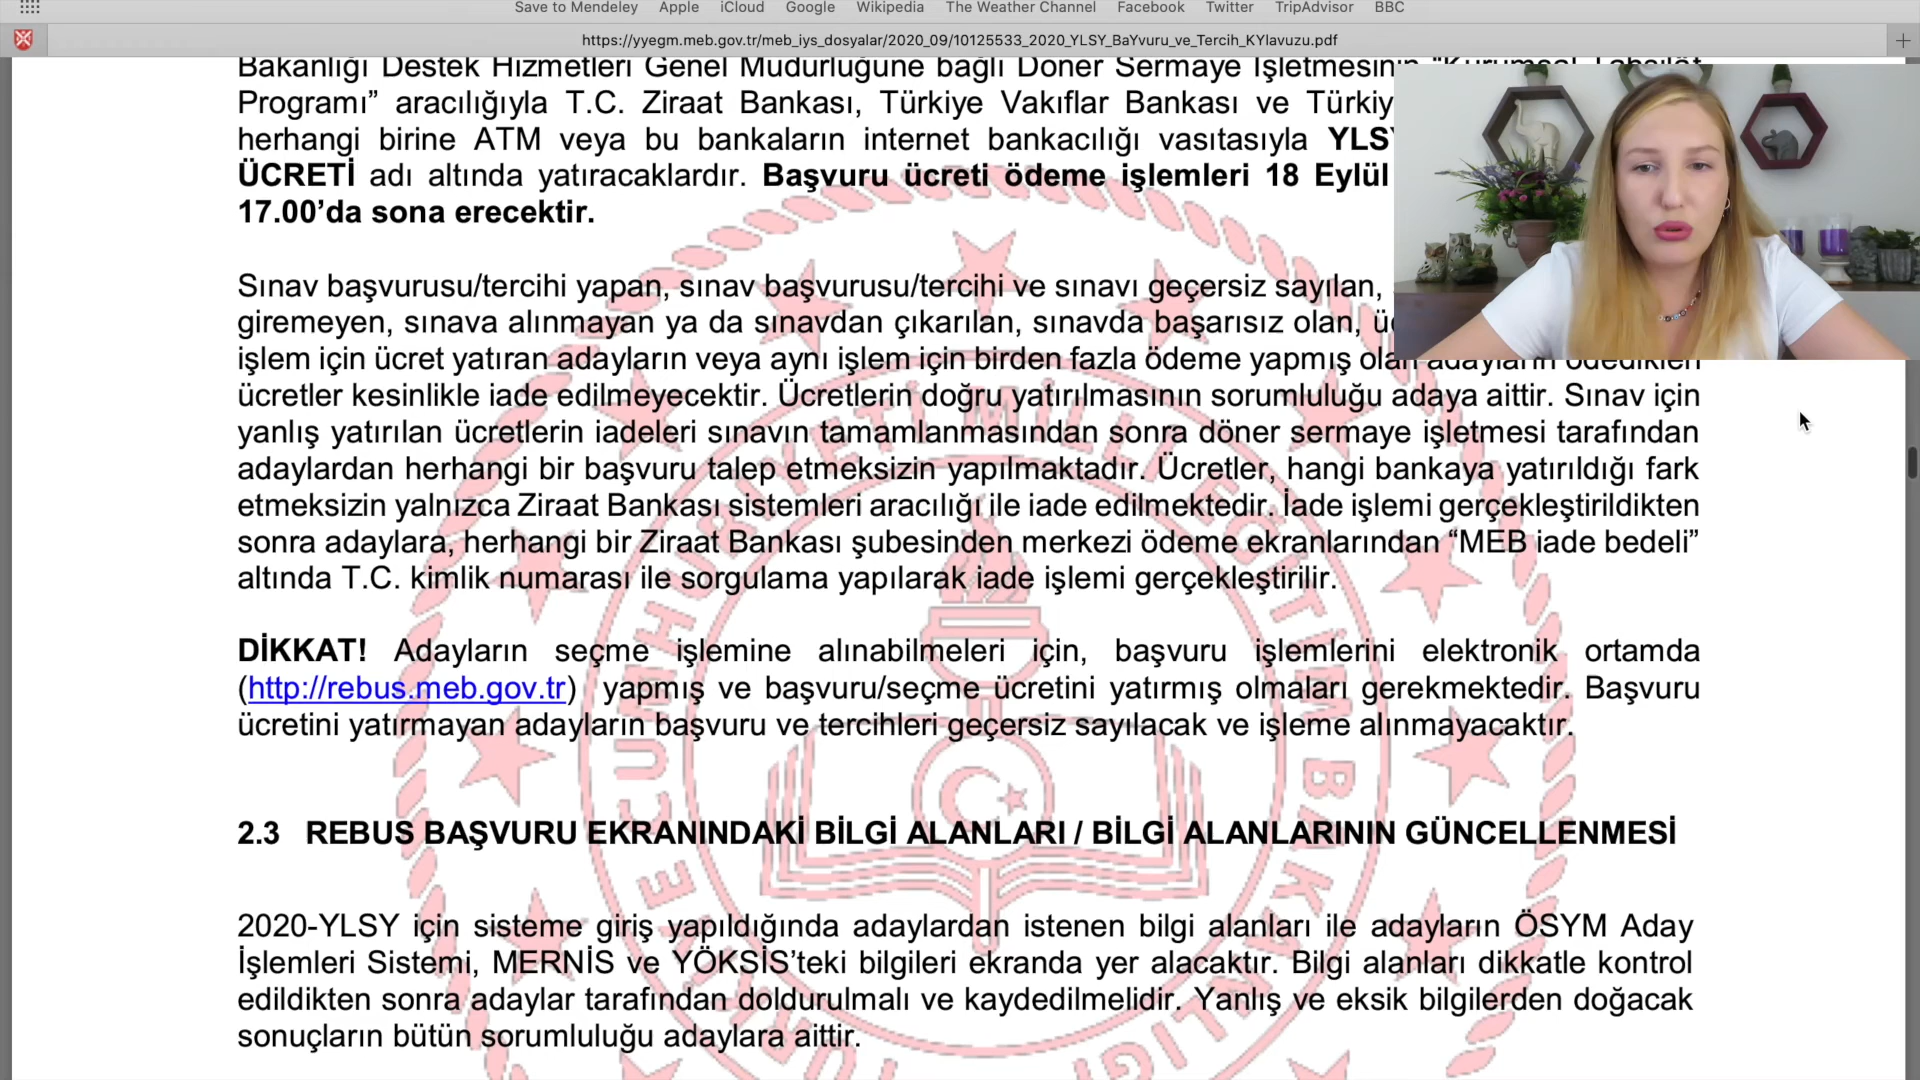 Save to Mendeley Apple iCloud Google Wikipedia The Weather Channel Facebook Twitter TripAdvisor BBC
https://yyegm.meb.gov.tr/meb_iys_dosyalar/2020_09/10125533_2020_YLSY_BaYvuru_ve_Tercih_KYlavuzu.pdf
Bakanlığı Destek Hizmetleri Genel Müdürlüğüne bağlı Döner Sermaye İşletmesinin “Kurumsal Tahsilat
Programı” aracılığıyla T.C. Ziraat Bankası, Türkiye Vakıflar Bankası ve Türkiy
herhangi birine ATM veya bu bankaların internet bankacılığı vasıtasıyla YLSY
ÜCRETİ adı altında yatıracaklardır. Başvuru ücreti ödeme işlemleri 18 Eylül
17.00’da sona erecektir.
Sınav başvurusu/tercihi yapan, sınav başvurusu/tercihi ve sınavı geçersiz sayılan,
giremeyen, sınava alınmayan ya da sınavdan çıkarılan, sınavda başarısız olan,
işlem için ücret yatıran adayların veya aynı işlem için birden fazla ödeme yapmış olan adayların ödedikleri
ücretler kesinlikle iade edilmeyecektir. Ücretlerin doğru yatırılmasının sorumluluğu adaya aittir. Sınav için
yanlış yatırılan ücretlerin iadeleri sınavın tamamlanmasından sonra döner sermaye işletmesi tarafından
adaylardan herhangi bir başvuru talep etmeksizin yapılmaktadır. Ücretler, hangi bankaya yatırıldığı fark
etmeksizin yalnızca Ziraat Bankası sistemleri aracılığı ile iade edilmektedir. İade işlemi gerçekleştirildikten
sonra adaylara, herhangi bir Ziraat Bankası şubesinden merkezi ödeme ekranlarından “MEB iade bedeli”
altında T.C. kimlik numarası ile sorgulama yapılarak iade işlemi gerçekleştirilir.
DİKKAT! Adayların seçme işlemine alınabilmeleri için, başvuru işlemlerini elektronik ortamda
(http://rebus.meb.gov.tr) yapmış ve başvuru/seçme ücretini yatırmış olmaları gerekmektedir. Başvuru
ücretini yatırmayan adayların başvuru ve tercihleri geçersiz sayılacak ve işleme alınmayacaktır.
2.3 REBUS BAŞVURU EKRANINDAKİ BİLGİ ALANLARI / BİLGİ ALANLARININ GÜNCELLENMESİ
2020-YLSY için sisteme giriş yapıldığında adaylardan istenen bilgi alanları ile adayların ÖSYM Aday
İşlemleri Sistemi, MERNİS ve YÖKSİS’teki bilgileri ekranda yer alacaktır. Bilgi alanları dikkatle kontrol
edildikten sonra adaylar tarafından doldurulmalı ve kaydedilmelidir. Yanlış ve eksik bilgilerden doğacak
sonuçların bütün sorumluluğu adaylara aittir.